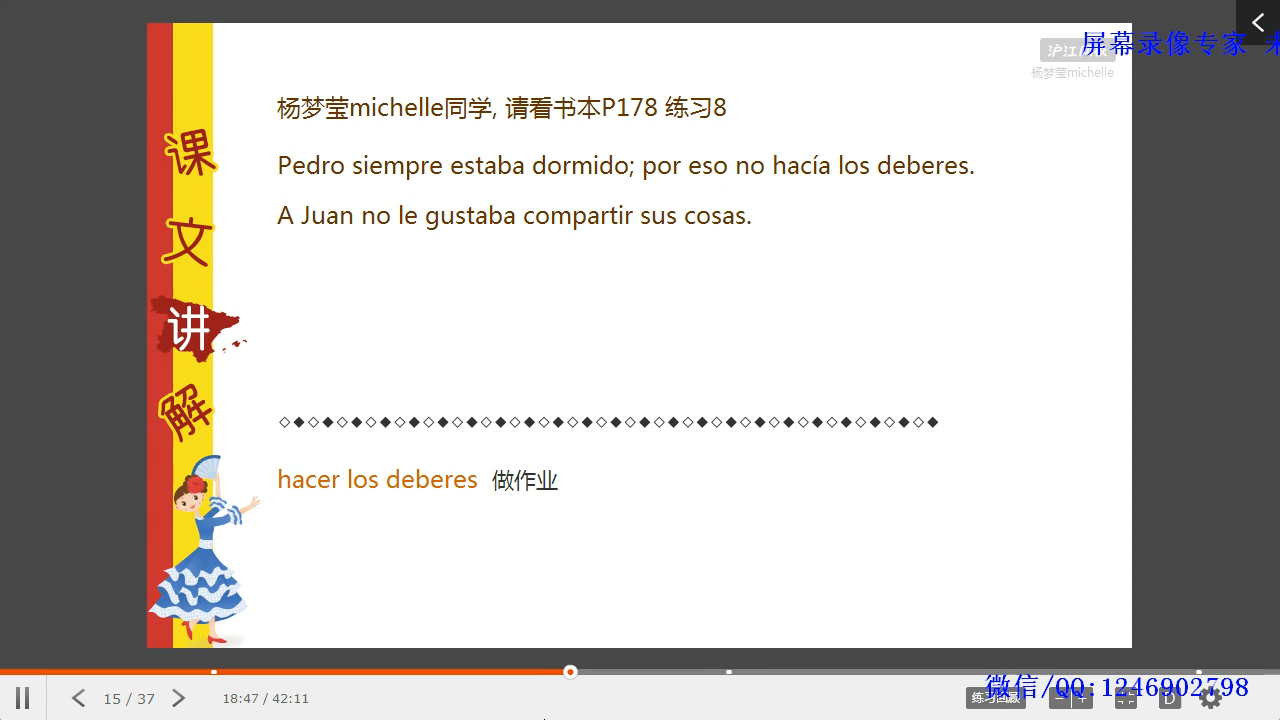 屏幕录像专家 未
沪江
杨梦莹michelle
杨梦莹michelle同学, 请看书本P178 练习8
Pedro siempre estaba dormido; por eso no hacía los deberes.
A Juan no le gustaba compartir sus cosas.
课
文
讲
解
◇◆◇◆◇◆◇◆◇◆◇◆◇◆◇◆◇◆◇◆◇◆◇◆◇◆◇◆◇◆◇◆◇◆◇◆◇◆◇◆◇◆◇◆◇◆
hacer los deberes 做作业
15 / 37
18:47 / 42:11
练习回顾
D
微信/QQ:1246902798